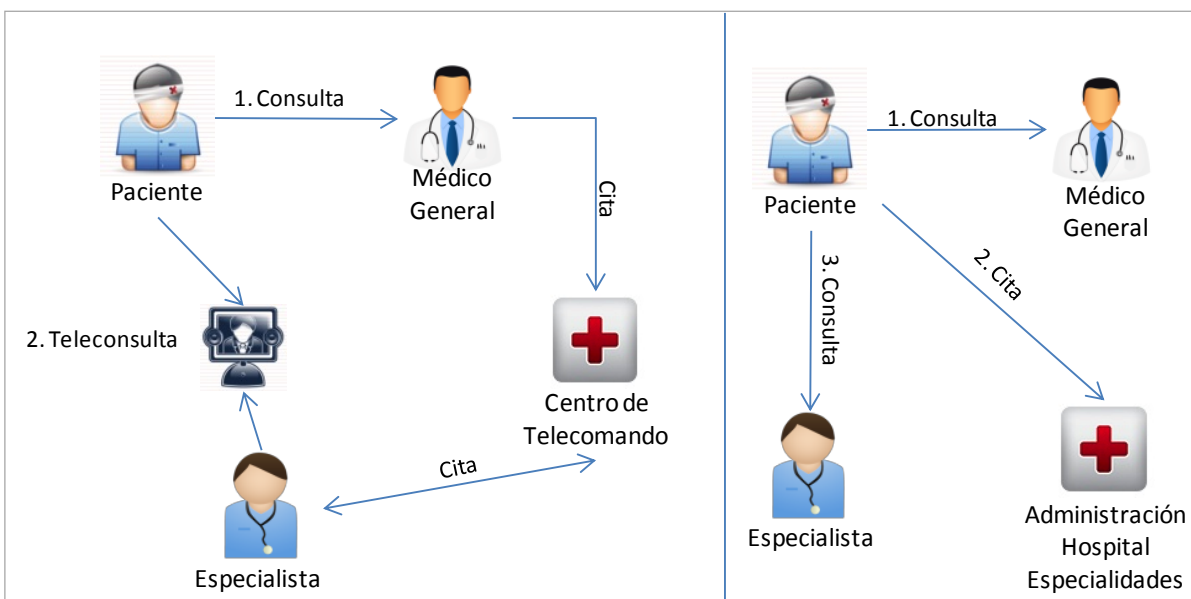 1. Consulta
Paciente
Médico
General
Cita
2. Teleconsulta
Centro de
Telecomando
Cita
Especialista
1. Consulta
Paciente
Médico
General
2. Cita
3. Consulta
Especialista
Administración
Hospital
Especialidades